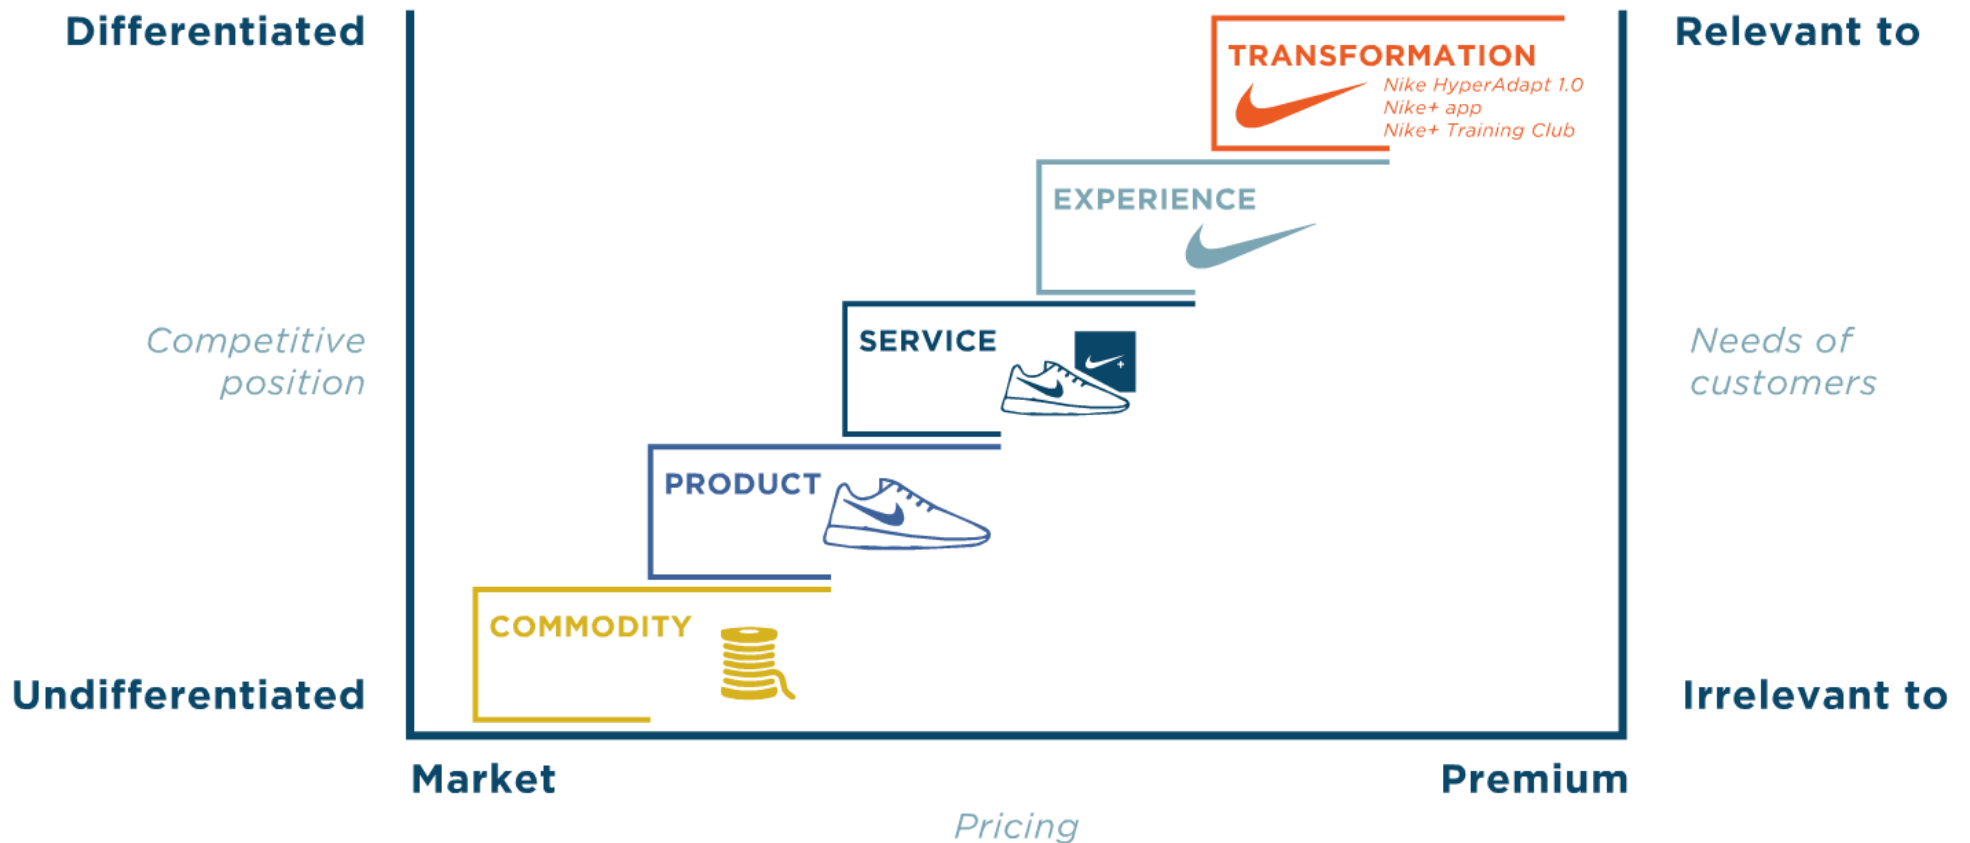 Differentiated
Relevant to
TRANSFORMATION
Nike HyperAdapt 1.0
Nike+ app
Nike+ Training Club
EXPERIENCE
Competitive
position
SERVICE
+
Needs of
customers
PRODUCT
COMMODITY
Undifferentiated
Irrelevant to
Market
Premium
Pricing